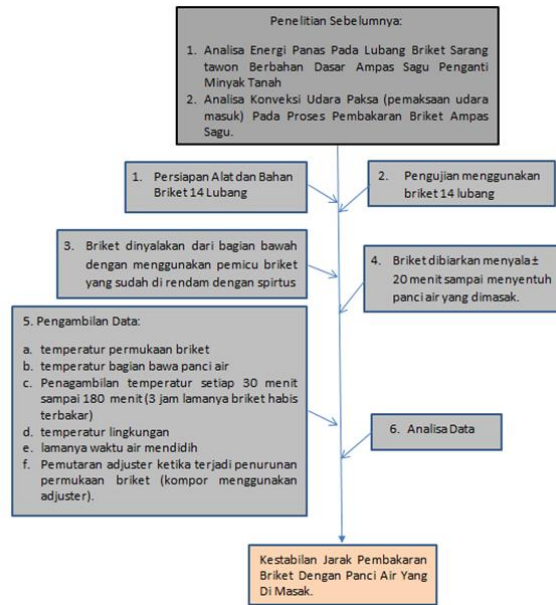 Penelitian Sebelumnya:
1. Analisa Energi Panas Pada Lubang Briket Sarang
tawon Berbahan Dasar Ampas Sagu Penganti
Minyak Tanah
2. Analisa Konveksi Udara Paksa (pemaksaan udara
masuk) Pada Proses Pembakaran Briket Ampas
Sagu.
1. Persiapan Alat dan Bahan
Briket 14 Lubang
2. Pengujian menggunakan
briket 14 lubang
3. Briket dinyalakan dari bagian bawah
dengan menggunakan pemicu briket
yang sudah di rendam dengan spirtus
4. Briket dibiarkan menyala ±
20 menit sampai menyentuh
panci air yang dimasak.
5. Pengambilan Data:
a. temperatur permukaan briket
b. temperatur bagian bawa panci air
c. Penagambilan temperatur setiap 30 menit
sampai 180 menit (3 jam lamanya briket habis
terbakar)
d. temperatur lingkungan
e. lamanya waktu air mendidih
f. Pemutaran adjuster ketika terjadi penurunan
permukaan briket (kompor menggunakan
adjuster).
6. Analisa Data
Kestabilan Jarak Pembakaran
Briket Dengan Panci Air Yang
Di Masak.